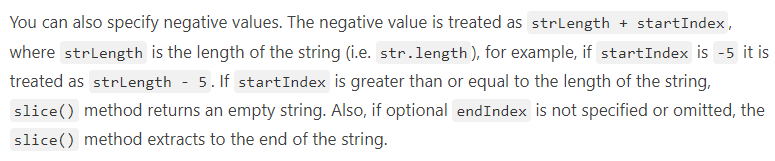 You can also specify negative values. The negative value is treated as strLength + startIndex,
where strLength is the length of the string (i.e. str.length), for example, if startIndex is -5 it is
treated as strLength - 5. If startIndex is greater than or equal to the length of the string,
slice() method returns an empty string. Also, if optional endIndex is not specified or omitted, the
slice() method extracts to the end of the string.